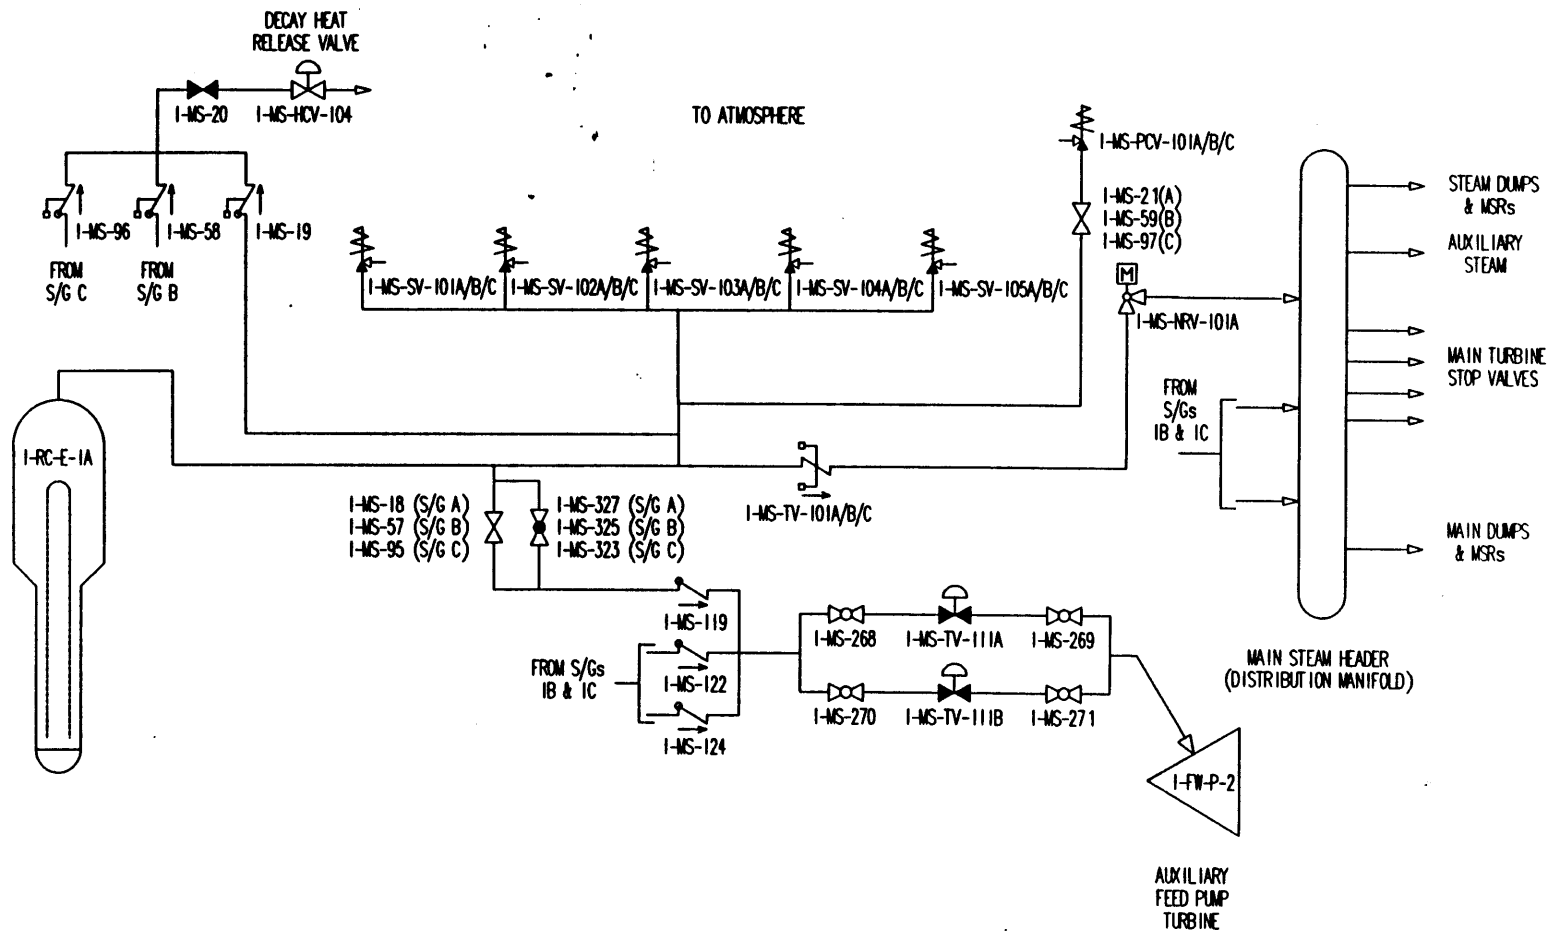 DECAY HEAT
RELEASE VALVE
1-MS-20
1-MS-HCV-104
TO ATMOSPHERE
1-MS-PCV-101A/B/C
1-MS-96
1-MS-58
1-MS-19
FROM
S/G C
FROM
S/G B
1-MS-21(A)
1-MS-59(B)
1-MS-97(C)
STEAM DUMPS
& MSRs
AUXILIARY
STEAM
M
1-MS-SV-101A/B/C
1-MS-SV-102A/B/C
1-MS-SV-103A/B/C
1-MS-SV-104A/B/C
1-MS-SV-105A/B/C
1-MS-NRV-101A
MAIN TURBINE
STOP VALVES
FROM
S/Gs
1B & 1C
1-RC-E-1A
1-MS-TV-101A/B/C
1-MS-18 (S/G A)
1-MS-57 (S/G B)
1-MS-95 (S/G C)
1-MS-327 (S/G A)
1-MS-325 (S/G B)
1-MS-323 (S/G C)
MAIN DUMPS
& MSRs
1-MS-119
1-MS-268
1-MS-TV-111A
1-MS-269
FROM S/Gs
1B & 1C
1-MS-122
1-MS-270
1-MS-TV-111B
1-MS-271
1-MS-124
MAIN STEAM HEADER
(DISTRIBUTION MANIFOLD)
1-FW-P-2
AUXILIARY
FEED PUMP
TURBINE